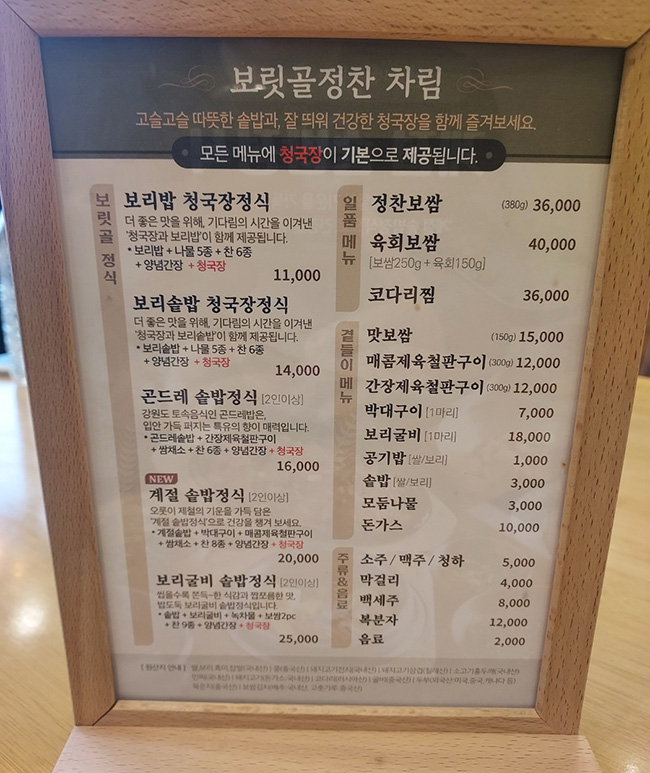 보릿골정찬 차림
고슬고슬 따뜻한 솥밥과, 잘 띄워 건강한 청국장을 함께 즐겨보세요.
모든 메뉴에 청국장이 기본으로 제공됩니다.
보릿골 정식
보리밥 청국장정식
더 좋은 맛을 위해, 기다림의 시간을 이겨낸
'청국장과 보리밥'이 함께 제공됩니다.
• 보리밥 + 나물 5종 + 찬 6종
+ 양념간장 + 청국장
11,000
보리솥밥 청국장정식
더 좋은 맛을 위해, 기다림의 시간을 이겨낸
'청국장과 보리솥밥'이 함께 제공됩니다.
• 보리솥밥 + 나물 5종 + 찬 6종
+ 양념간장 + 청국장
14,000
곤드레 솥밥정식 [2인이상]
강원도 토속음식인 곤드레밥은,
입안 가득 퍼지는 특유의 향이 매력입니다.
• 곤드레솥밥 + 간장제육철판구이
+ 쌈채소 + 찬 6종 + 양념간장 + 청국장
16,000
NEW
계절 솥밥정식 [2인이상]
오롯이 제철의 기운을 가득 담은
'계절 솥밥정식'으로 건강을 챙겨 보세요.
• 계절솥밥 + 박대구이 + 매콤제육철판구이
+ 쌈채소 + 찬 8종 + 양념간장 + 청국장
20,000
보리굴비 솥밥정식 [2인이상]
씹을수록 쫀득~한 식감과 짭쪼름한 맛,
밥도둑 보리굴비 솥밥정식입니다.
• 솥밥 + 보리굴비 + 녹차물 + 보쌈2pc
+ 찬 9종 + 양념간장 + 청국장
25,000
일품 메뉴
정찬보쌈 (380g) 36,000
육회보쌈 40,000
[보쌈250g + 육회150g]
코다리찜 36,000
곁들이 메뉴
맛보쌈 (150g) 15,000
매콤제육철판구이 (300g) 12,000
간장제육철판구이 (300g) 12,000
박대구이 [1마리] 7,000
보리굴비 [1마리] 18,000
공기밥 [쌀/보리] 1,000
솥밥 [쌀/보리] 3,000
모둠나물 3,000
돈가스 10,000
주류&음료
소주 / 맥주 / 청하 5,000
막걸리 4,000
백세주 8,000
복분자 12,000
음료 2,000
[ 원산지 안내 ]